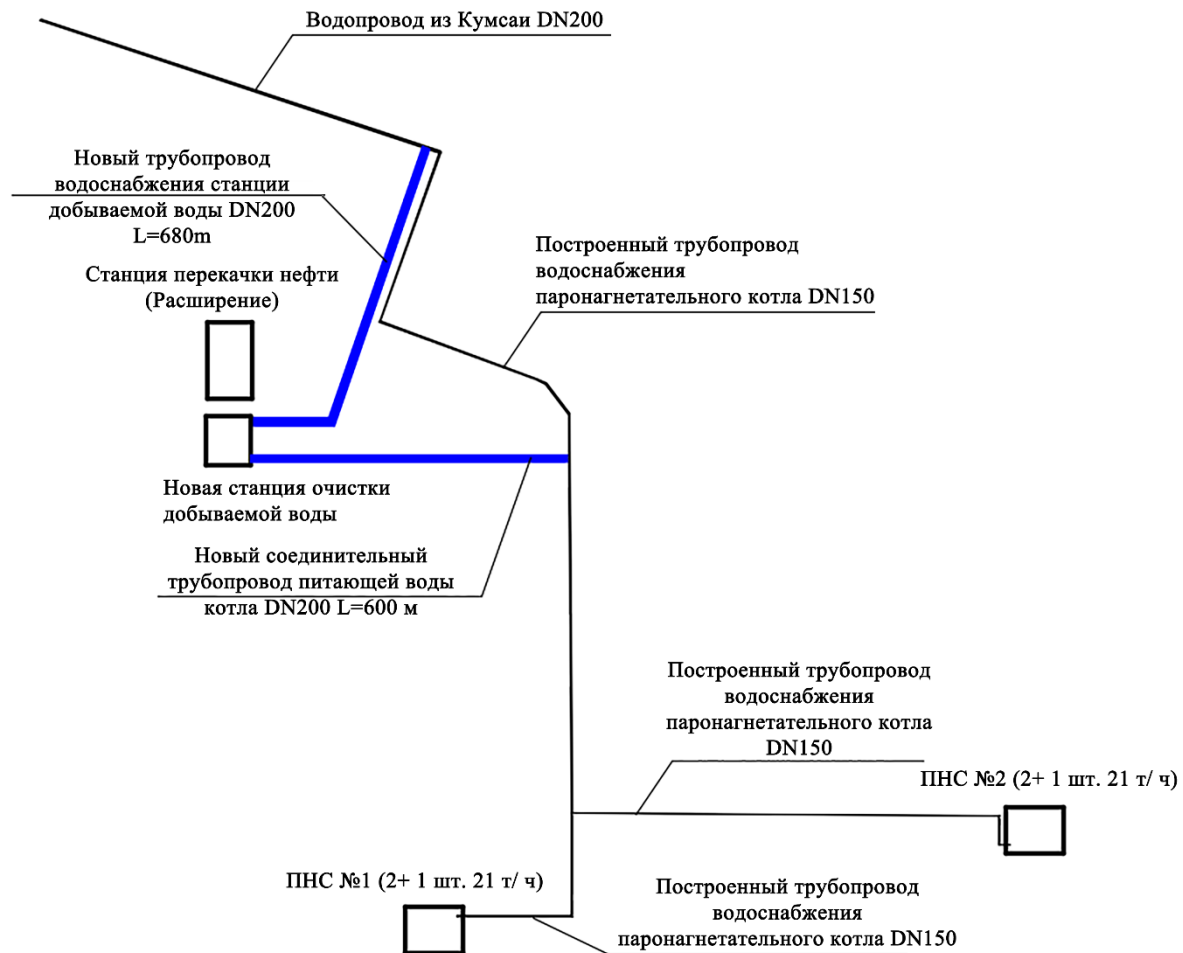 Водопровод из Кумсаи DN200
Новый трубопровод
водоснабжения станции
добываемой воды DN200
L=680m
Станция перекачки нефти
(Расширение)
Построенный трубопровод
водоснабжения
паронагнетательного котла DN150
Новая станция очистки
добываемой воды
Новый соединительный
трубопровод питающей воды
котла DN200 L=600 м
Построенный трубопровод
водоснабжения
паронагнетательного котла
DN150
ПНС №2 (2+ 1 шт. 21 т/ ч)
ПНС №1 (2+ 1 шт. 21 т/ ч)
Построенный трубопровод
водоснабжения
паронагнетательного котла DN150